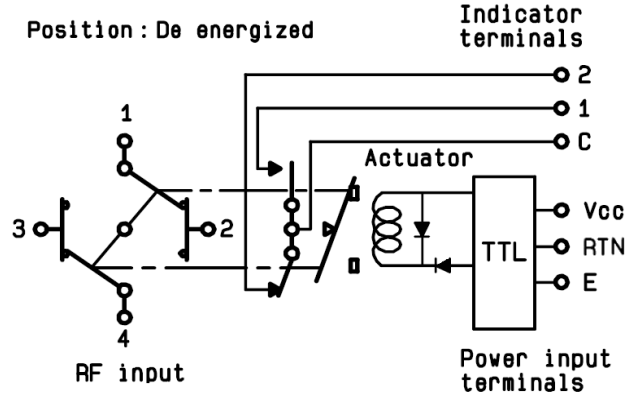 Position : De energized
Indicator
terminals
2
1
C
1
Actuator
3
2
TTL
Vcc
RTN
E
4
RF input
Power input
terminals